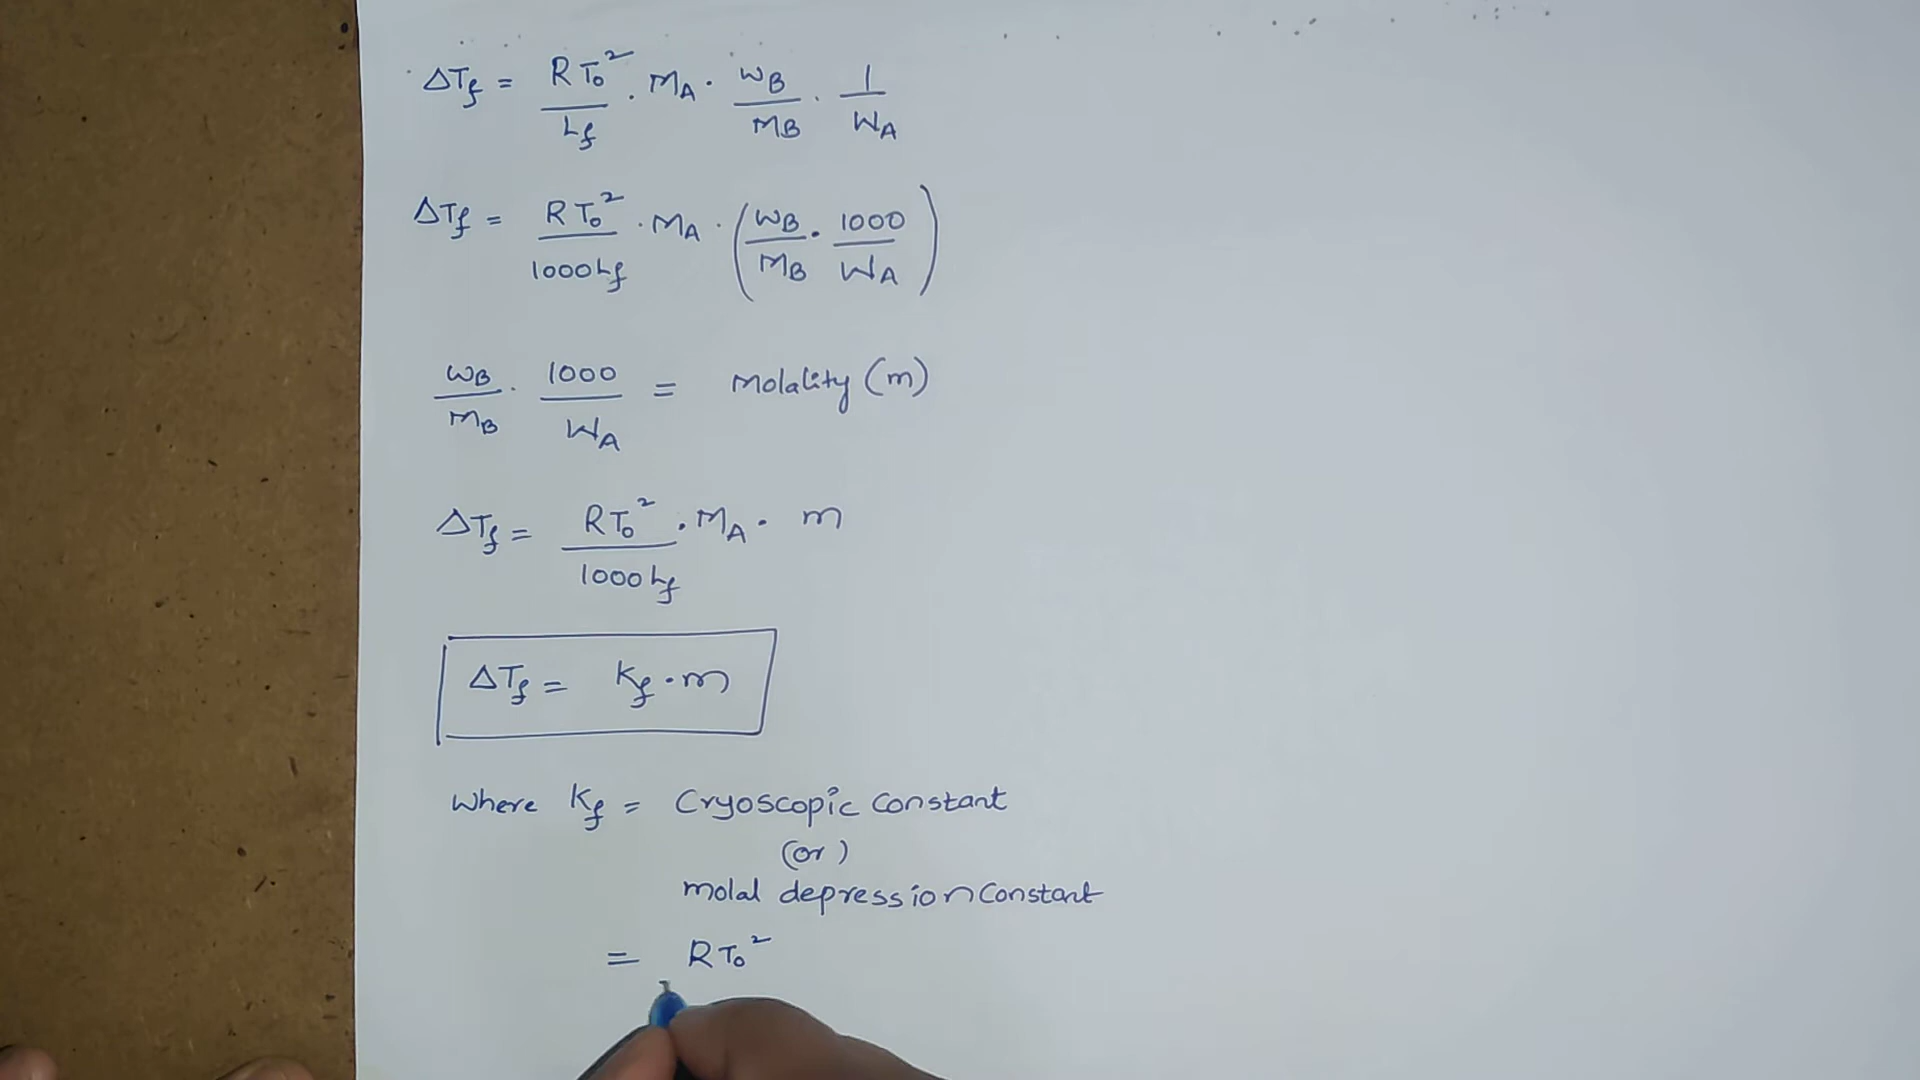 ΔTf = RT₀² / Lf · MA · wB / MB · 1 / WA
ΔTf = RT₀² / 1000Lf · MA · (wB / MB · 1000 / WA)
wB / MB · 1000 / WA = Molality (m)
ΔTf = RT₀² / 1000Lf · MA · m
ΔTf = Kf · m
Where Kf = Cryoscopic Constant
(or)
molal depression Constant
= RT₀²